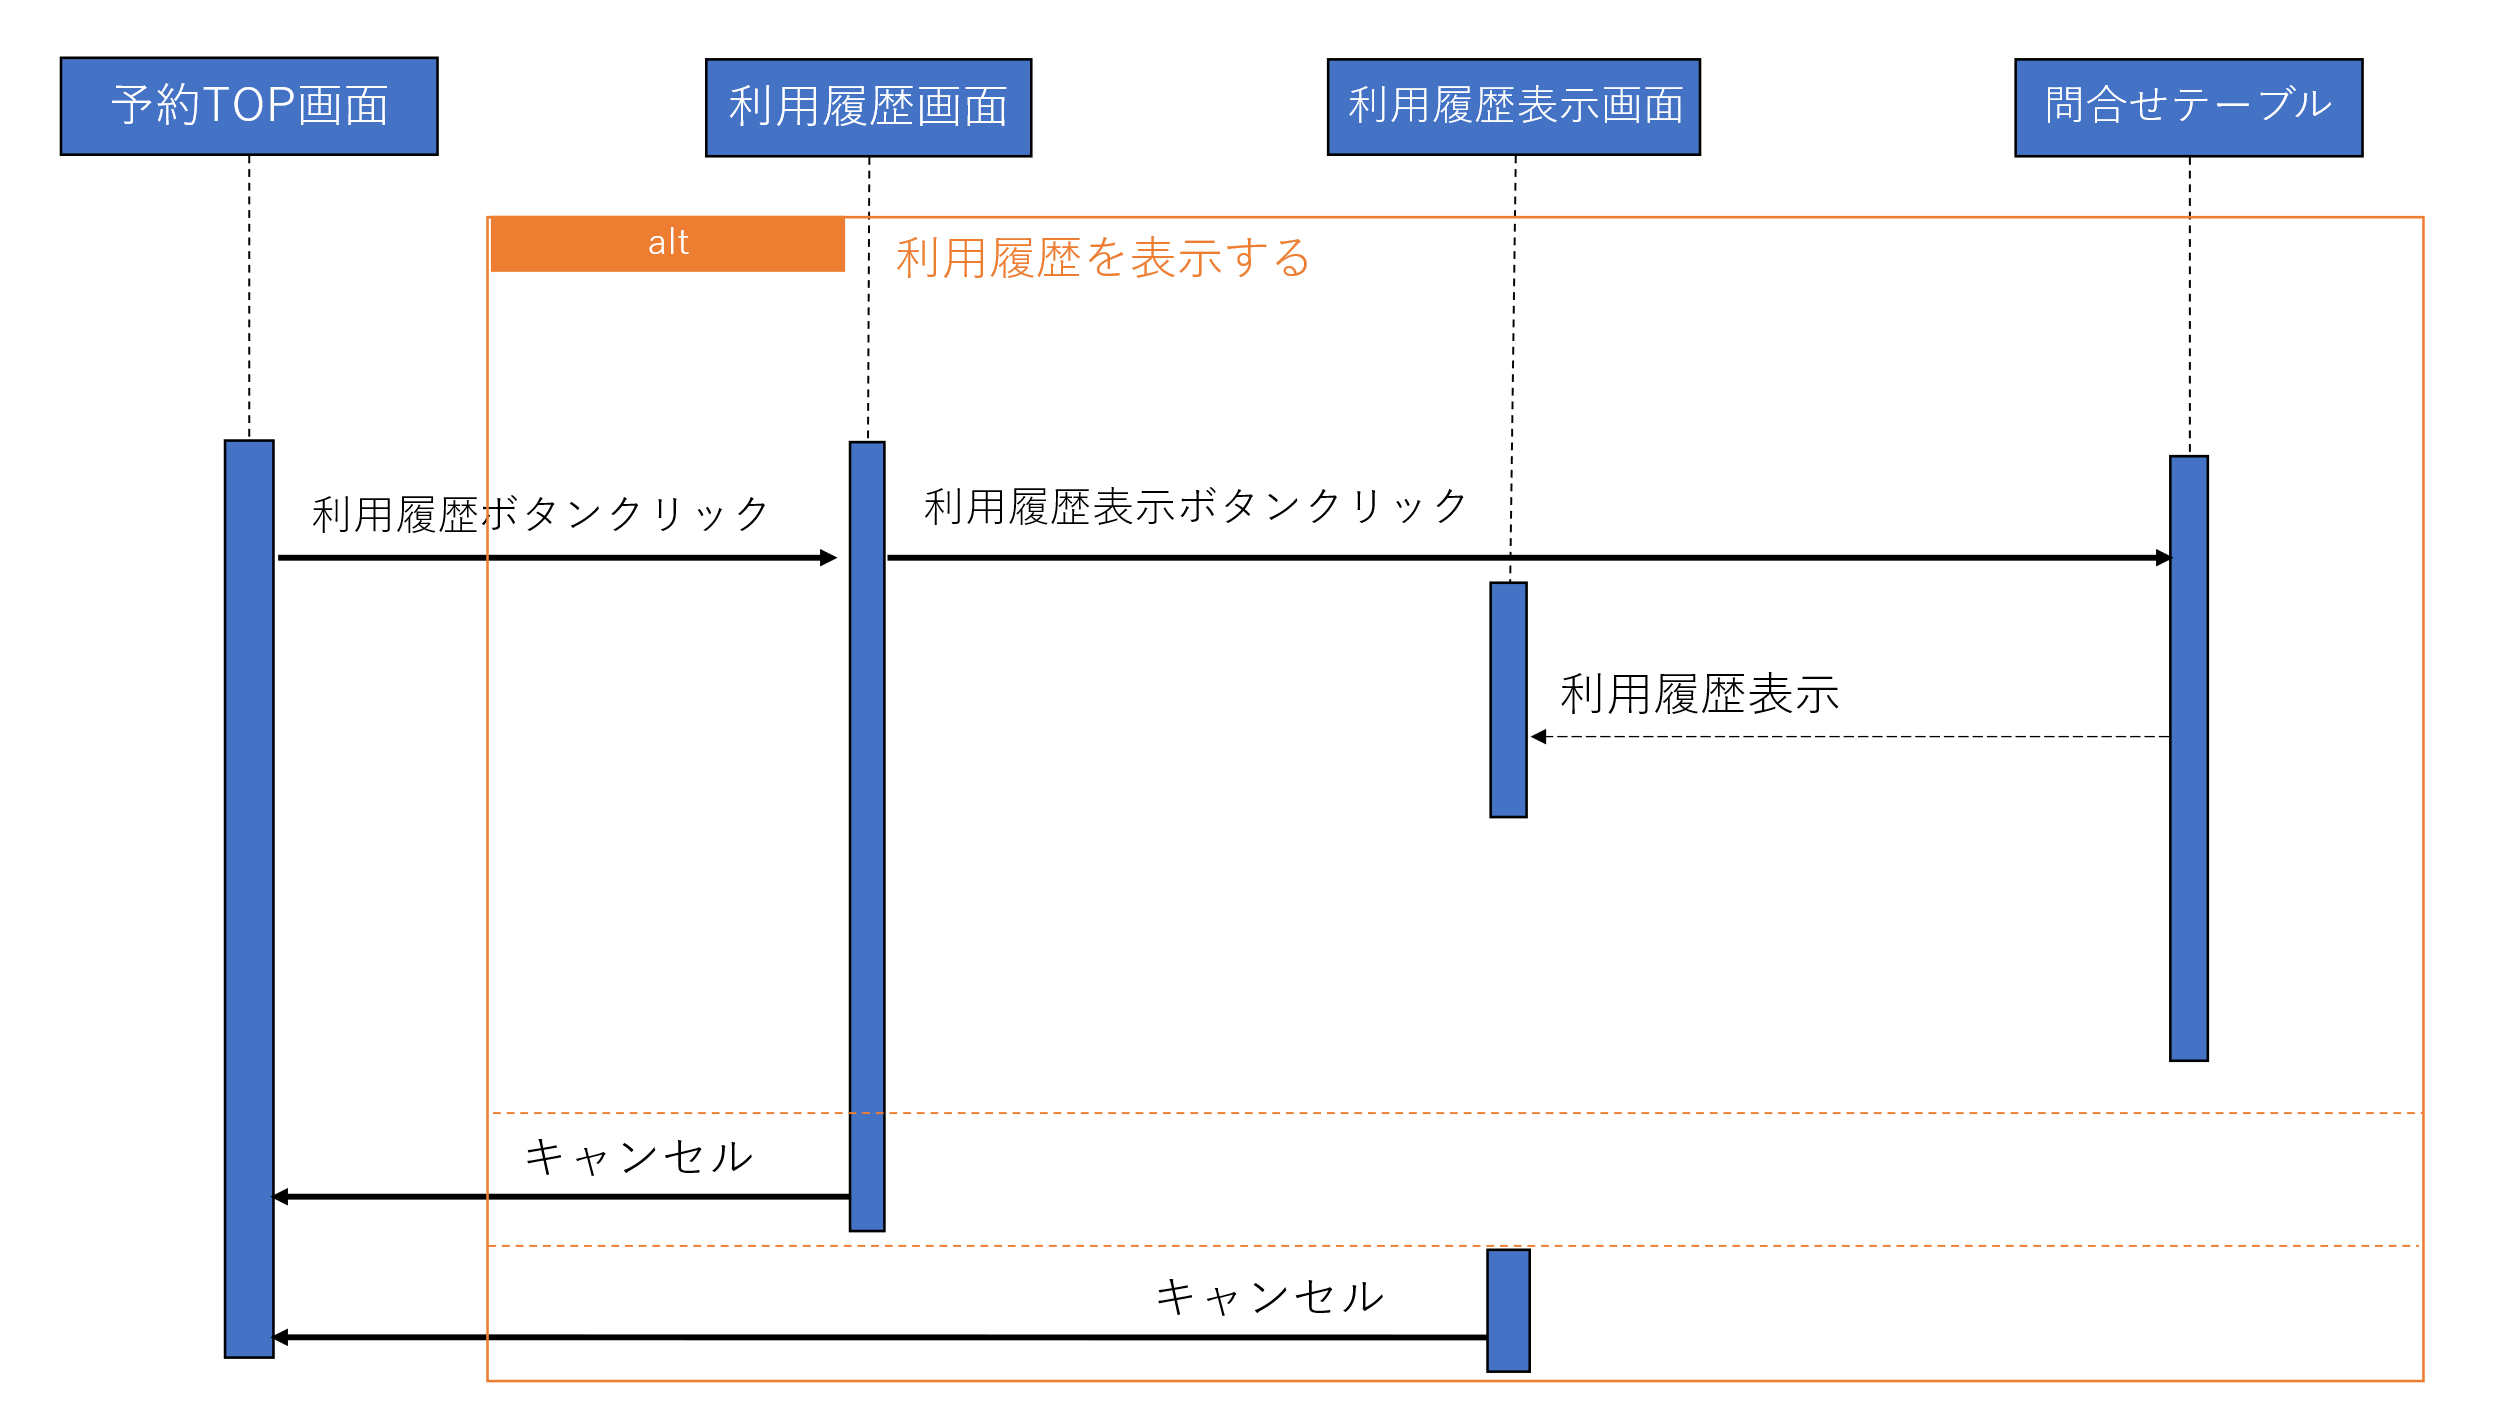 予約TOP画面
利用履歴画面
利用履歴表示画面
問合せテーブル
alt
利用履歴を表示する
利用履歴ボタンクリック
利用履歴表示ボタンクリック
利用履歴表示
キャンセル
キャンセル